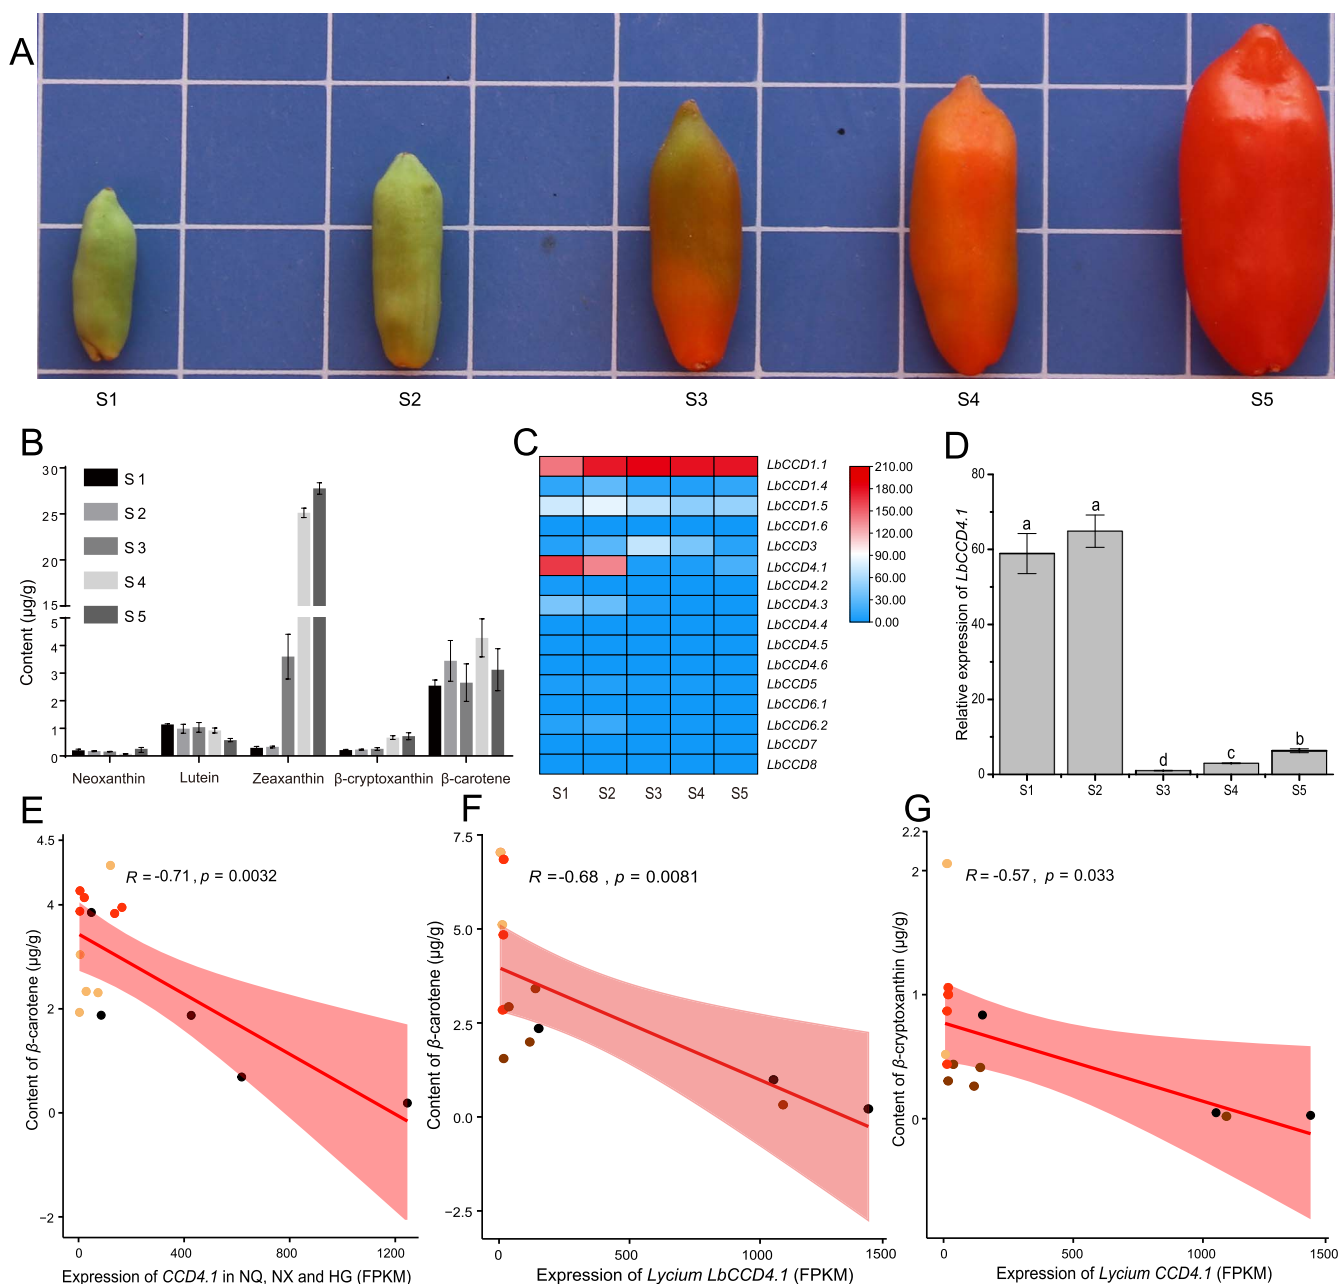 A
S1 S2 S3 S4 S5
B
Content (µg/g)
30
25
20
15
5
4
3
2
1
0
S 1
S 2
S 3
S 4
S 5
Neoxanthin Lutein Zeaxanthin β-cryptoxanthin β-carotene
C
LbCCD1.1
LbCCD1.4
LbCCD1.5
LbCCD1.6
LbCCD3
LbCCD4.1
LbCCD4.2
LbCCD4.3
LbCCD4.4
LbCCD4.5
LbCCD4.6
LbCCD5
LbCCD6.1
LbCCD6.2
LbCCD7
LbCCD8
S1 S2 S3 S4 S5
210.00
180.00
150.00
120.00
90.00
60.00
30.00
0.00
D
Relative expression of LbCCD4.1
80
60
40
20
0
a a d c b
S1 S2 S3 S4 S5
E
Content of β-carotene (µg/g)
4.5
4
2
0
−2
R = -0.71 , p = 0.0032
0 400 800 1200
Expression of CCD4.1 in NQ, NX and HG (FPKM)
F
Content of β-carotene (µg/g)
7.5
5.0
2.5
0.0
−2.5
R = -0.68 , p = 0.0081
0 500 1000 1500
Expression of Lycium LbCCD4.1 (FPKM)
G
Content of β-cryptoxanthin (µg/g)
2.2
2
1
0
R = -0.57 , p = 0.033
0 500 1000 1500
Expression of Lycium CCD4.1 (FPKM)